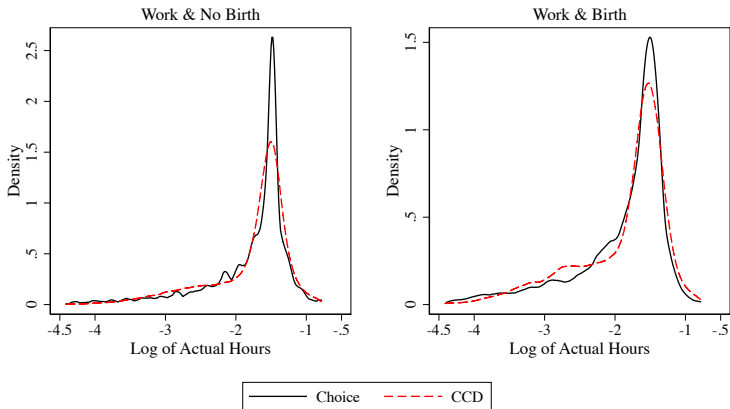 Work & No Birth
Density
2.5
2
1.5
1
.5
0
-4.5 -4 -3 -2 -1 -.5
Log of Actual Hours
Work & Birth
Density
1.5
1
.5
0
-4.5 -4 -3 -2 -1 -.5
Log of Actual Hours
Choice CCD